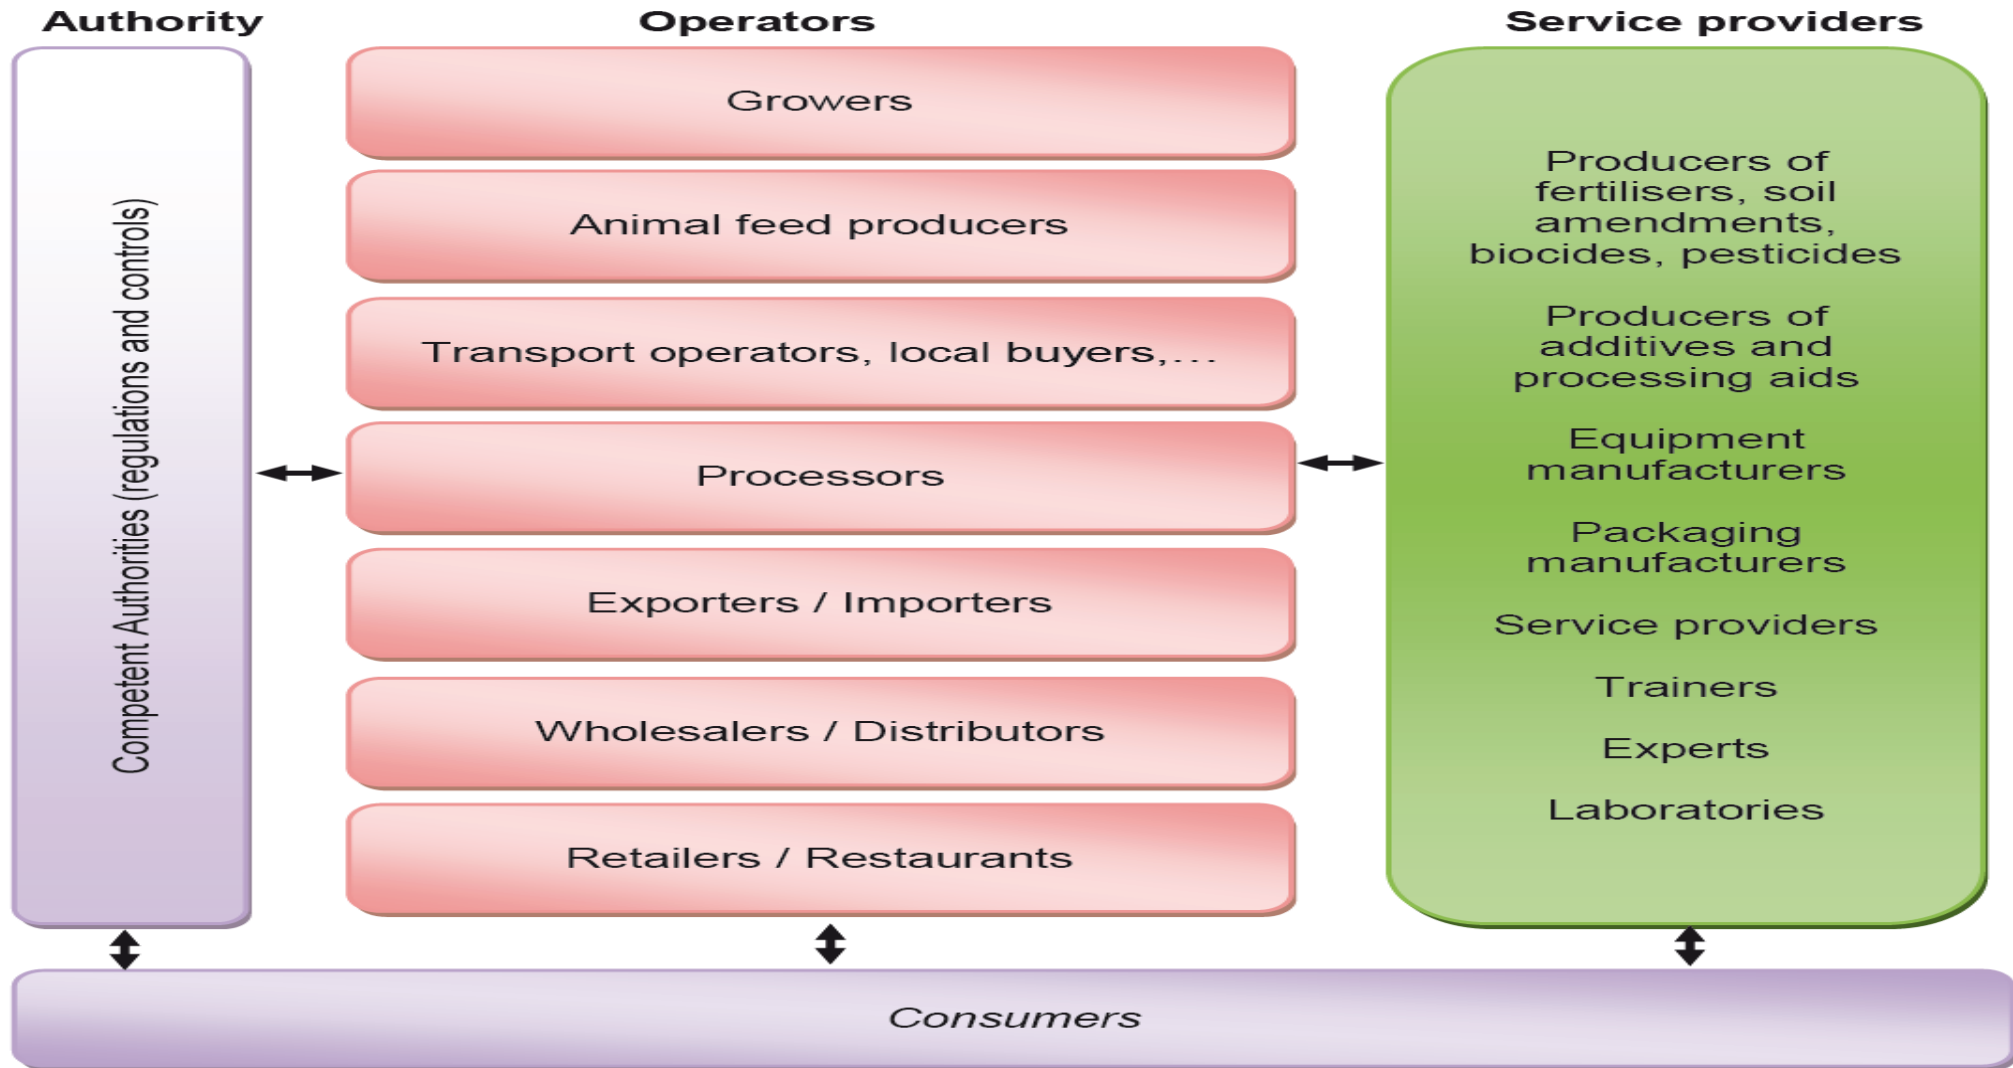 Authority
Operators
Service providers
Competent Authorities (regulations and controls)
Growers
Animal feed producers
Transport operators, local buyers,...
Processors
Exporters / Importers
Wholesalers / Distributors
Retailers / Restaurants
Producers of
fertilisers, soil
amendments,
biocides, pesticides
Producers of
additives and
processing aids
Equipment
manufacturers
Packaging
manufacturers
Service providers
Trainers
Experts
Laboratories
Consumers